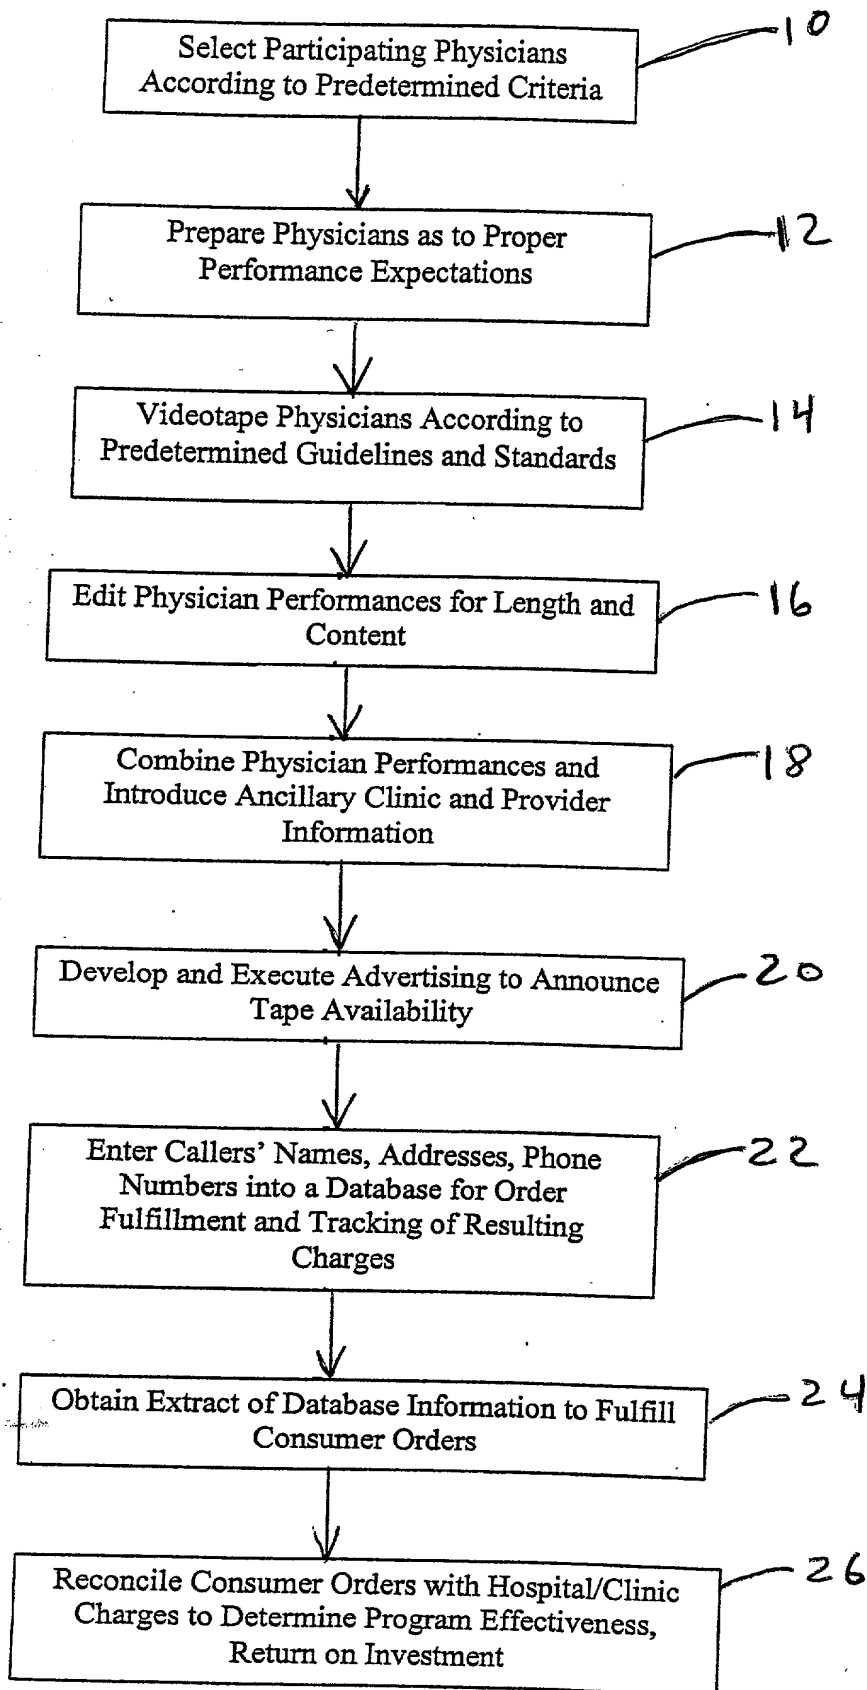 10
Select Participating Physicians
According to Predetermined Criteria
12
Prepare Physicians as to Proper
Performance Expectations
14
Videotape Physicians According to
Predetermined Guidelines and Standards
16
Edit Physician Performances for Length and
Content
18
Combine Physician Performances and
Introduce Ancillary Clinic and Provider
Information
20
Develop and Execute Advertising to Announce
Tape Availability
22
Enter Callers' Names, Addresses, Phone
Numbers into a Database for Order
Fulfillment and Tracking of Resulting
Charges
24
Obtain Extract of Database Information to Fulfill
Consumer Orders
26
Reconcile Consumer Orders with Hospital/Clinic
Charges to Determine Program Effectiveness,
Return on Investment